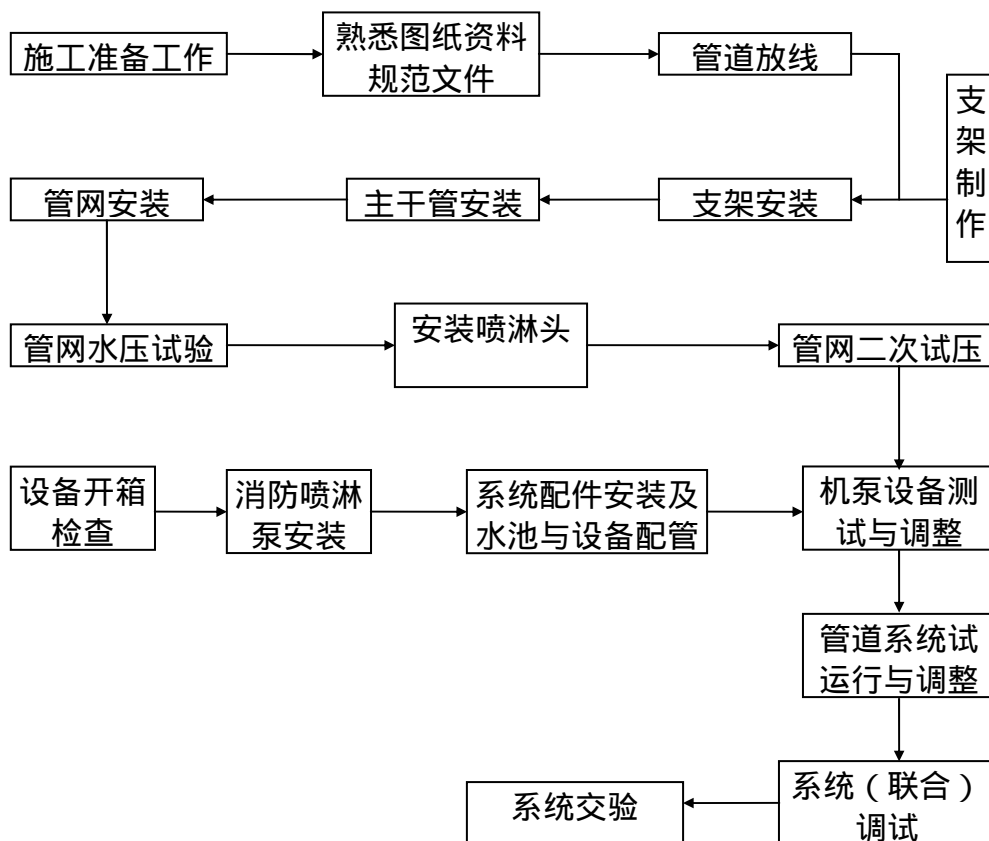 施工准备工作
熟悉图纸资料
规范文件
管道放线
支
架
制
作
管网安装
主干管安装
支架安装
管网水压试验
安装喷淋头
管网二次试压
设备开箱
检查
消防喷淋
泵安装
系统配件安装及
水池与设备配管
机泵设备测
试与调整
管道系统试
运行与调整
系统（联合）
调试
系统交验